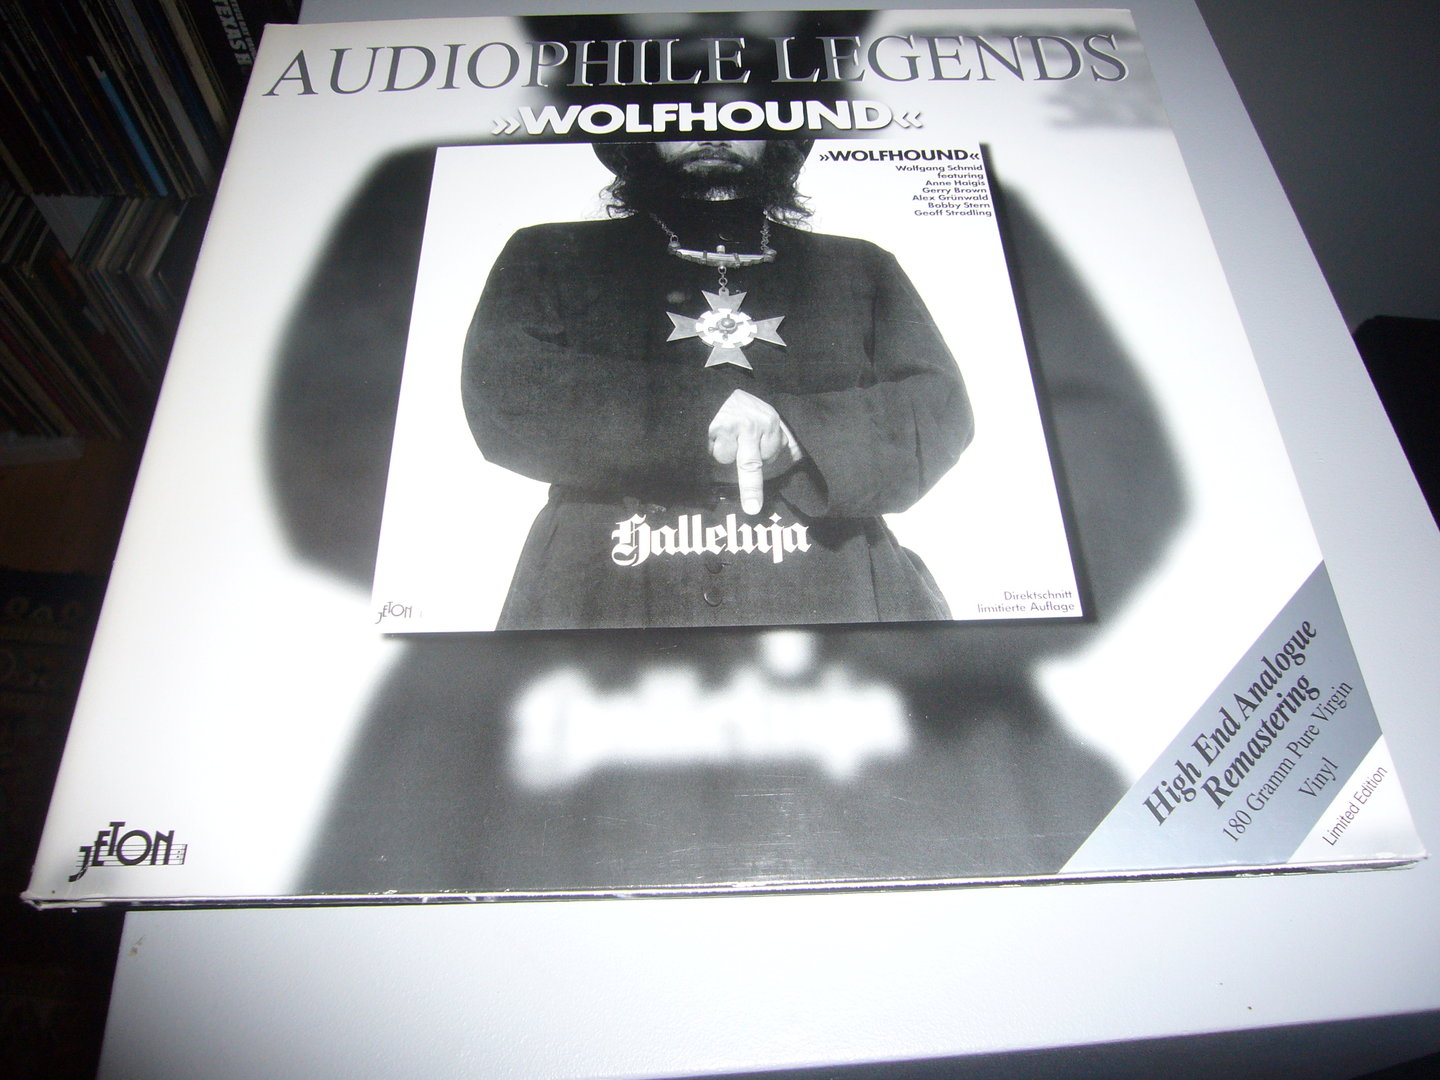 AUDIOPHILE LEGENDS
»WOLFHOUND«
»WOLFHOUND«
Wolfgang Schmid
featuring
Anne Haigis
Gerry Brown
Alex Grünwald
Bobby Stern
Geoff Stradling
Halleluja
JETON
Direktschnitt
limitierte Auflage
High End Analogue
Remastering
180 Gramm Pure Virgin
Vinyl
Limited Edition
JETON